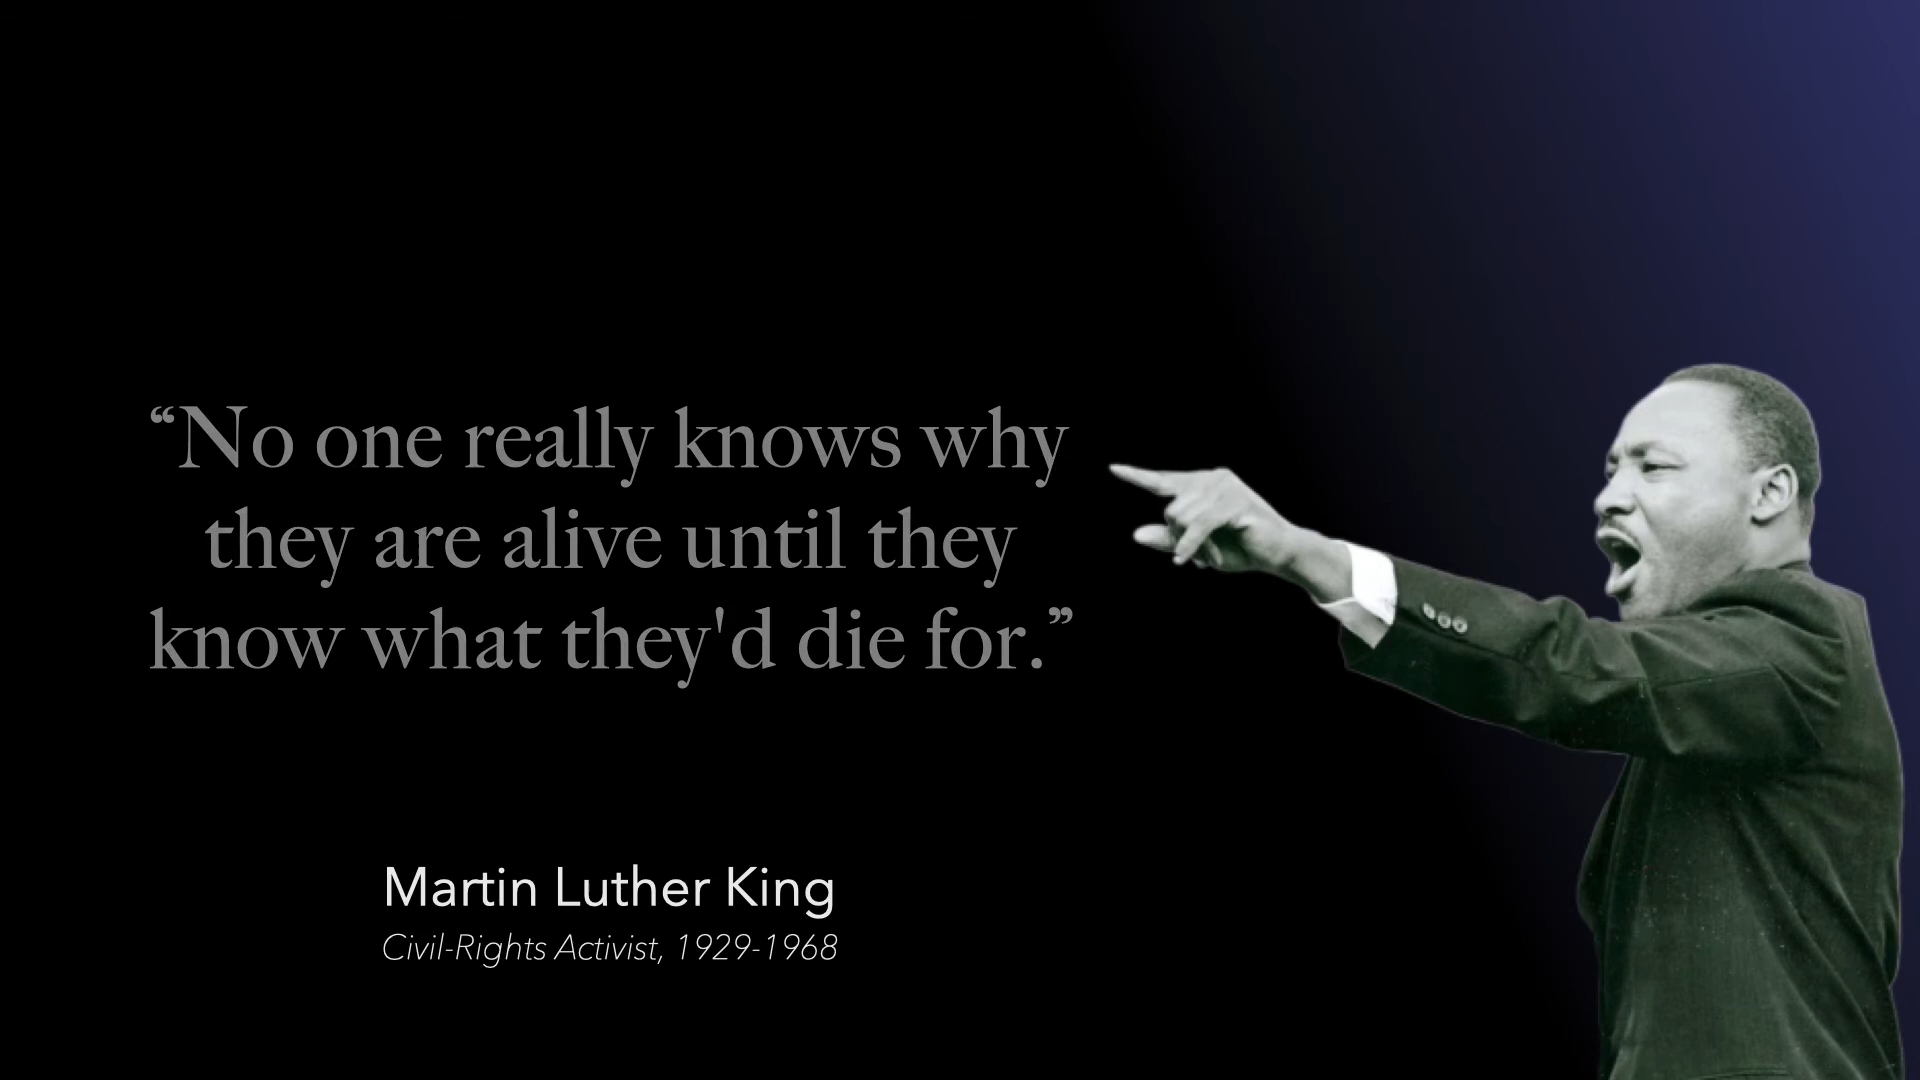 “No one really knows why
they are alive until they
know what they'd die for.”
Martin Luther King
Civil-Rights Activist, 1929-1968